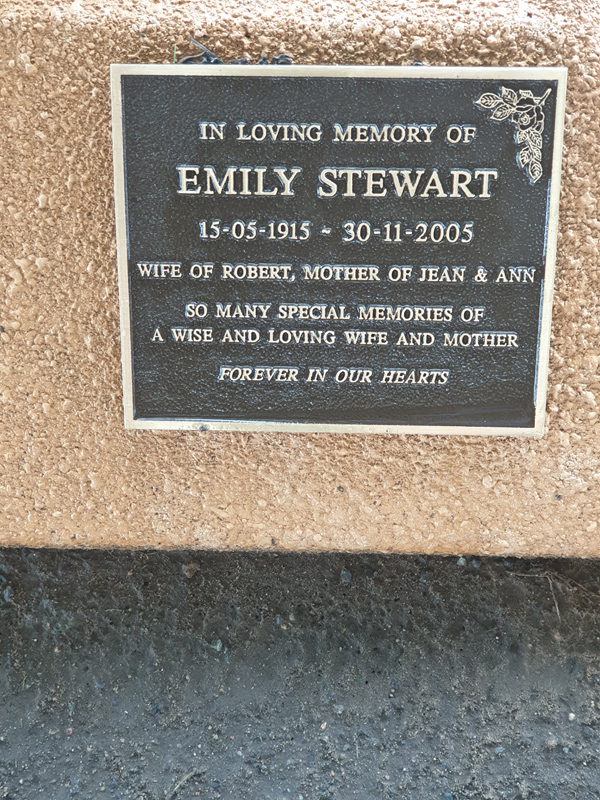 IN LOVING MEMORY OF
EMILY STEWART
15-05-1915 ~ 30-11-2005
WIFE OF ROBERT, MOTHER OF JEAN & ANN
SO MANY SPECIAL MEMORIES OF
A WISE AND LOVING WIFE AND MOTHER
FOREVER IN OUR HEARTS